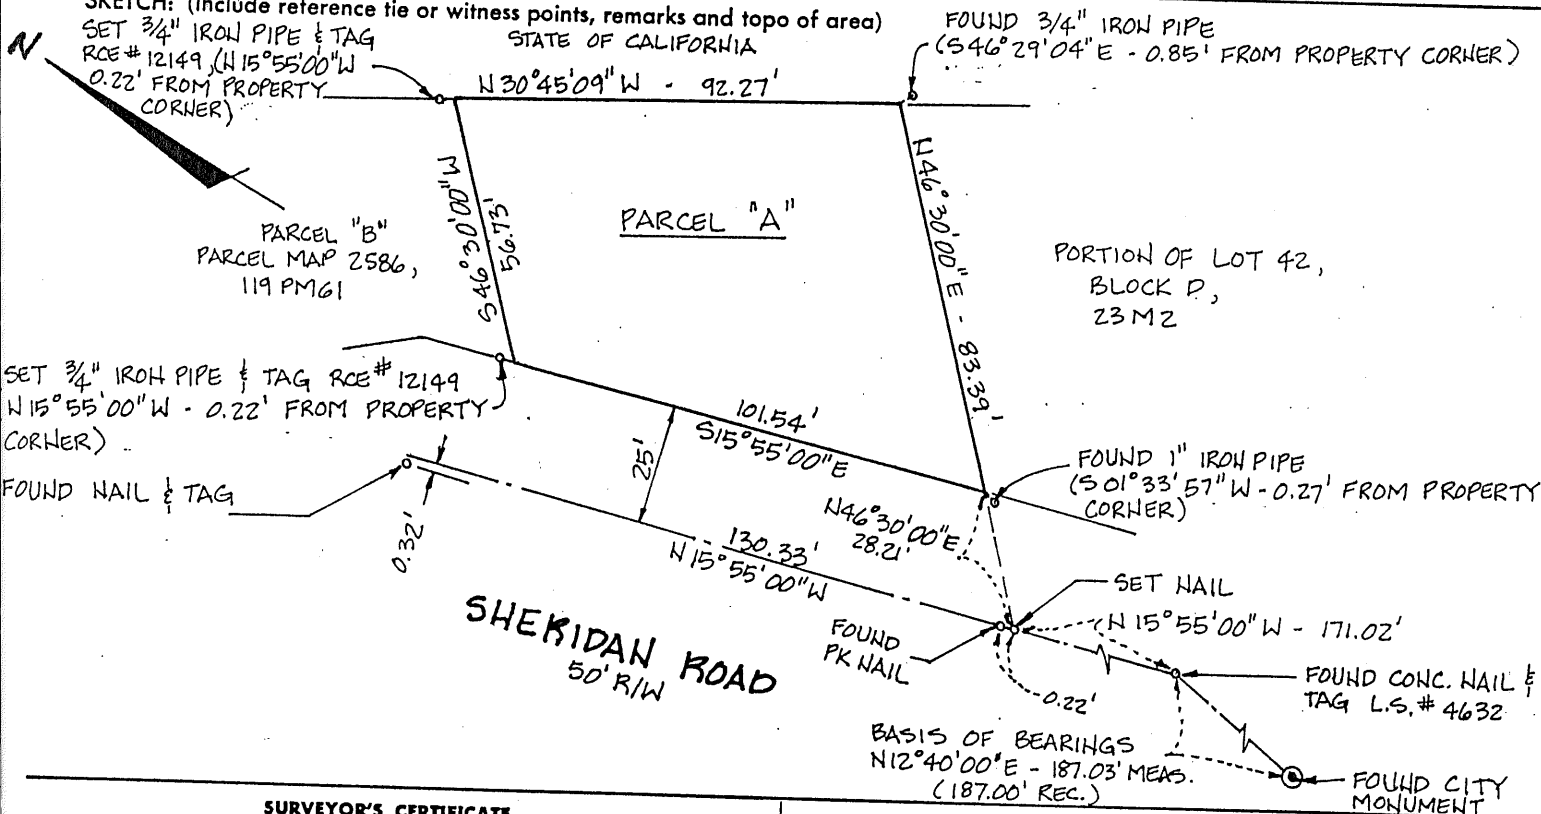 SKETCH: (Include reference tie or witness points, remarks and topo of area)
N
SET 3/4" IRON PIPE & TAG
RCE# 12149, (N 15°55'00"W
0.22' FROM PROPERTY
CORNER)
STATE OF CALIFORNIA
FOUND 3/4" IRON PIPE
(S46°29'04"E - 0.85' FROM PROPERTY CORNER)
N 30°45'09" W - 92.27'
S46°30'00"W
56.73'
PARCEL "A"
N46°30'00"E - 83.39'
PARCEL "B"
PARCEL MAP 2586,
119 PM61
PORTION OF LOT 42,
BLOCK D,
23 M 2
SET 3/4" IRON PIPE & TAG RCE# 12149
N 15°55'00" W - 0.22' FROM PROPERTY
CORNER)
101.54'
S15°55'00"E
25'
FOUND NAIL & TAG
0.32'
FOUND 1" IRON PIPE
(S 01°33'57" W - 0.27' FROM PROPERTY
CORNER)
N46°30'00"E
28.21'
130.33'
N 15°55'00"W
SET NAIL
(N 15°55'00" W - 171.02'
SHERIDAN ROAD
50' R/W
FOUND
PK NAIL
0.22'
FOUND CONC. NAIL &
TAG L.S.# 4632
BASIS OF BEARINGS
N12°40'00"E - 187.03' MEAS.
(187.00' REC.)
FOUND CITY
MONUMENT
SURVEYOR'S CERTIFICATE